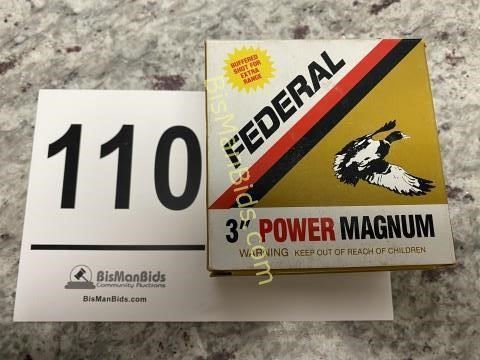 110
BisManBids
Community Auctions
BisManBids.com
BUFFERED
SHOT FOR
EXTRA
RANGE
FEDERAL
3" POWER MAGNUM
WARNING KEEP OUT OF REACH OF CHILDREN
BisManBids.com